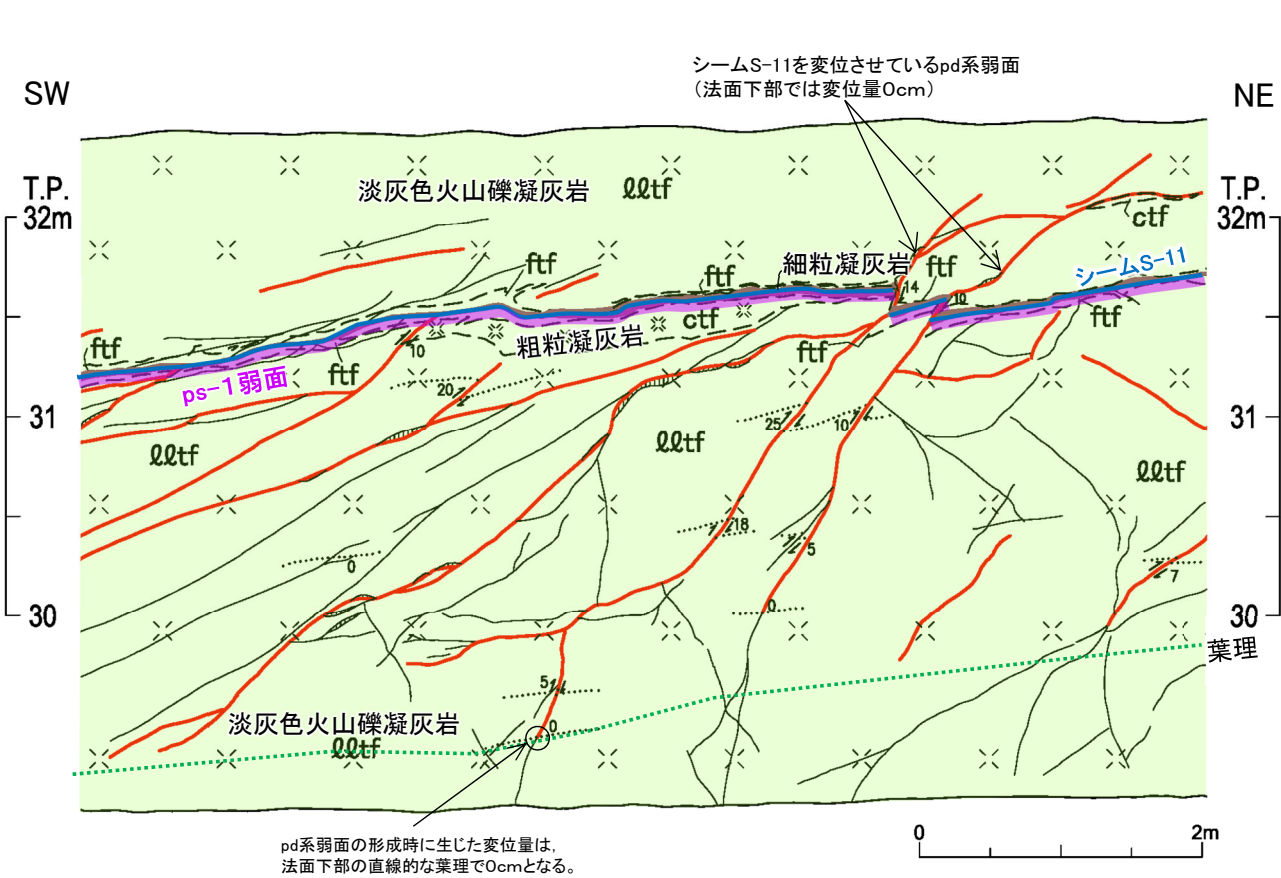 シームS-11を変位させているpd系弱面
（法面下部では変位量0cm）
SW
NE
T.P.
32m
T.P.
32m
淡灰色火山礫凝灰岩 lltf
ctf
ftf
ftf
細粒凝灰岩
ftf
シームS-11
14
10
ctf
粗粒凝灰岩
ftf
ftf
10
ftf
ftf
ps-1弱面
20
31
25
10
31
lltf
lltf
lltf
18
5
0
7
30
0
30
葉理
5
0
淡灰色火山礫凝灰岩
lltf
pd系弱面の形成時に生じた変位量は,
法面下部の直線的な葉理で0cmとなる。
0
2m